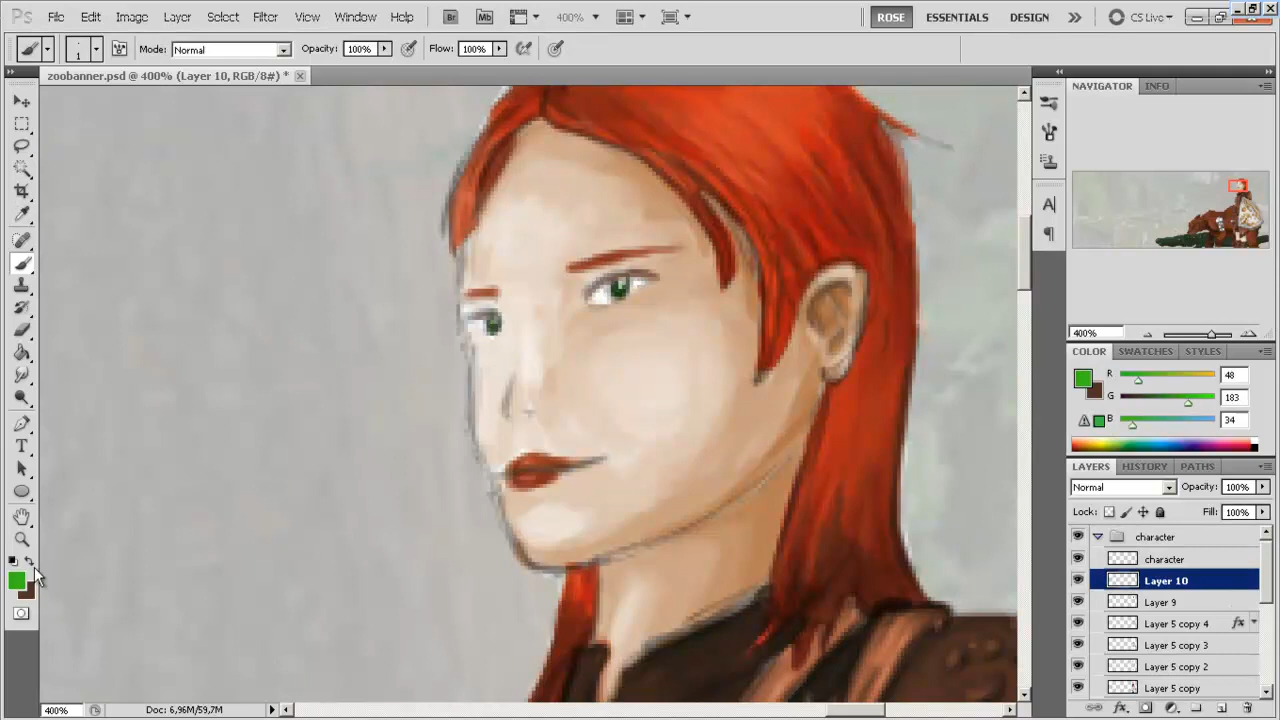 Ps File Edit Image Layer Select Filter View Window Help Br Mb 400% ROSE ESSENTIALS DESIGN CS Live
1 Mode: Normal Opacity: 100% Flow: 100%
zoobanner.psd @ 400% (Layer 10, RGB/8#) *
NAVIGATOR INFO
400%
COLOR SWATCHES STYLES
R 48
G 183
B 34
LAYERS HISTORY PATHS
Normal Opacity: 100%
Lock: Fill: 100%
character
character
Layer 10
Layer 9
Layer 5 copy 4 fx
Layer 5 copy 3
Layer 5 copy 2
Layer 5 copy
400% Doc: 6,96M/59,7M